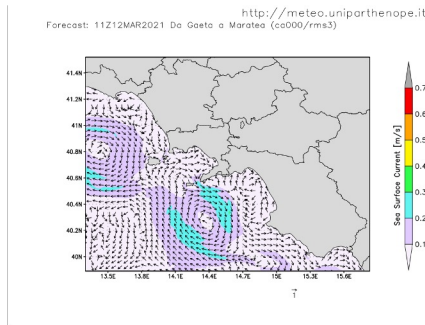 http://meteo.uniparthenope.it
Forecast: 11Z12MAR2021 Da Gaeta a Maratea (ca000/rms3)
41.4N
41.2N
41N
40.8N
40.6N
40.4N
40.2N
40N
13.5E 13.8E 14.1E 14.4E 14.7E 15E 15.3E 15.6E
Sea Surface Current [m/s]
0.7
0.6
0.5
0.4
0.3
0.2
0.1
1